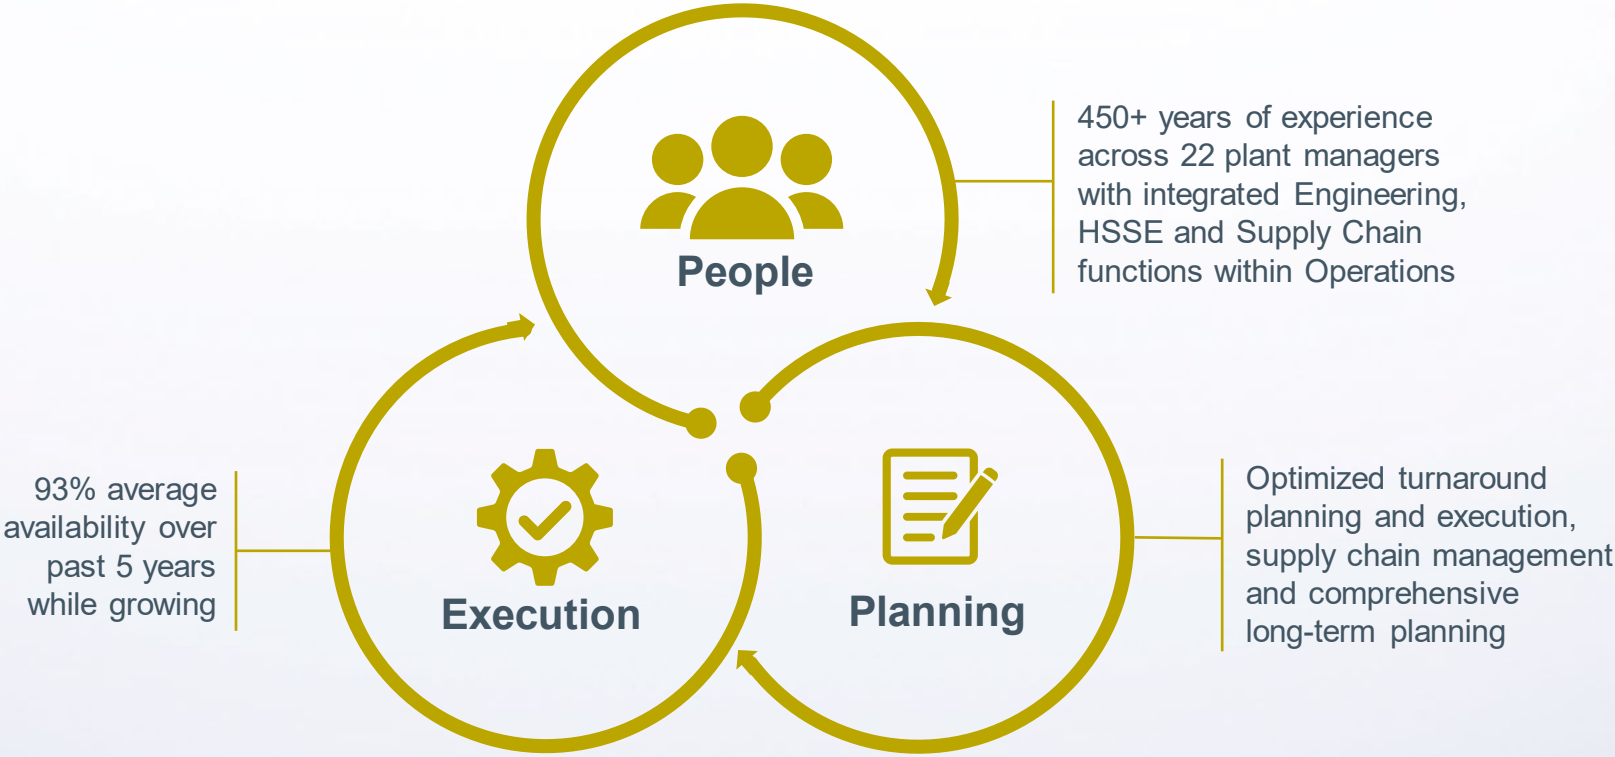 People
450+ years of experience
across 22 plant managers
with integrated Engineering,
HSSE and Supply Chain
functions within Operations
93% average
availability over
past 5 years
while growing
Execution
Planning
Optimized turnaround
planning and execution,
supply chain management
and comprehensive
long-term planning